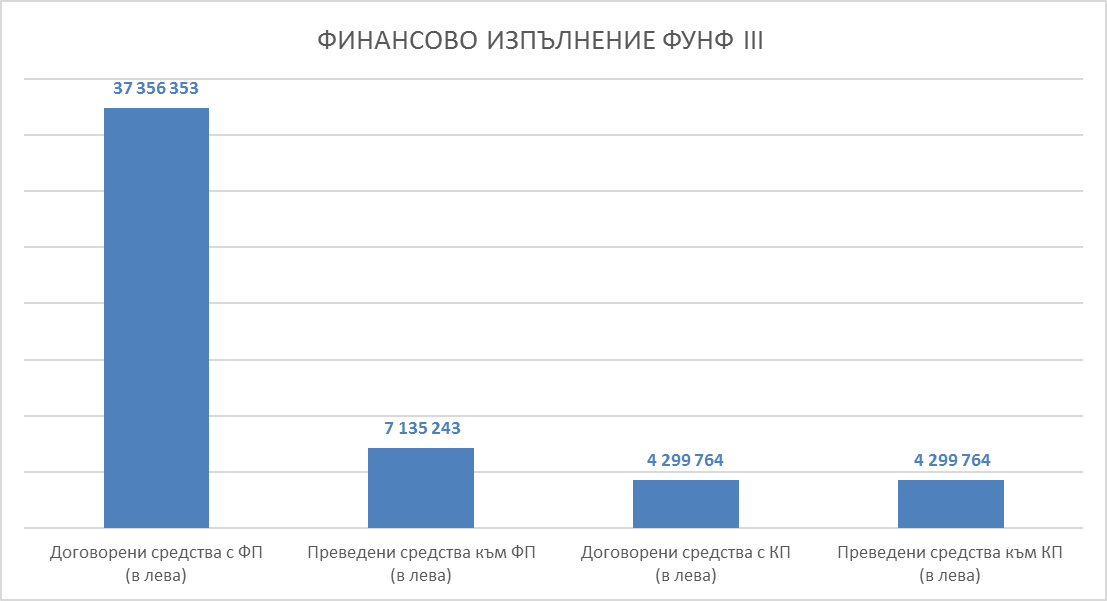 ФИНАНСОВО ИЗПЪЛНЕНИЕ ФУНФ III
37 356 353
7 135 243
4 299 764
4 299 764
Договорени средства с ФП
(в лева)
Преведени средства към ФП
(в лева)
Договорени средства с КП
(в лева)
Преведени средства към КП
(в лева)